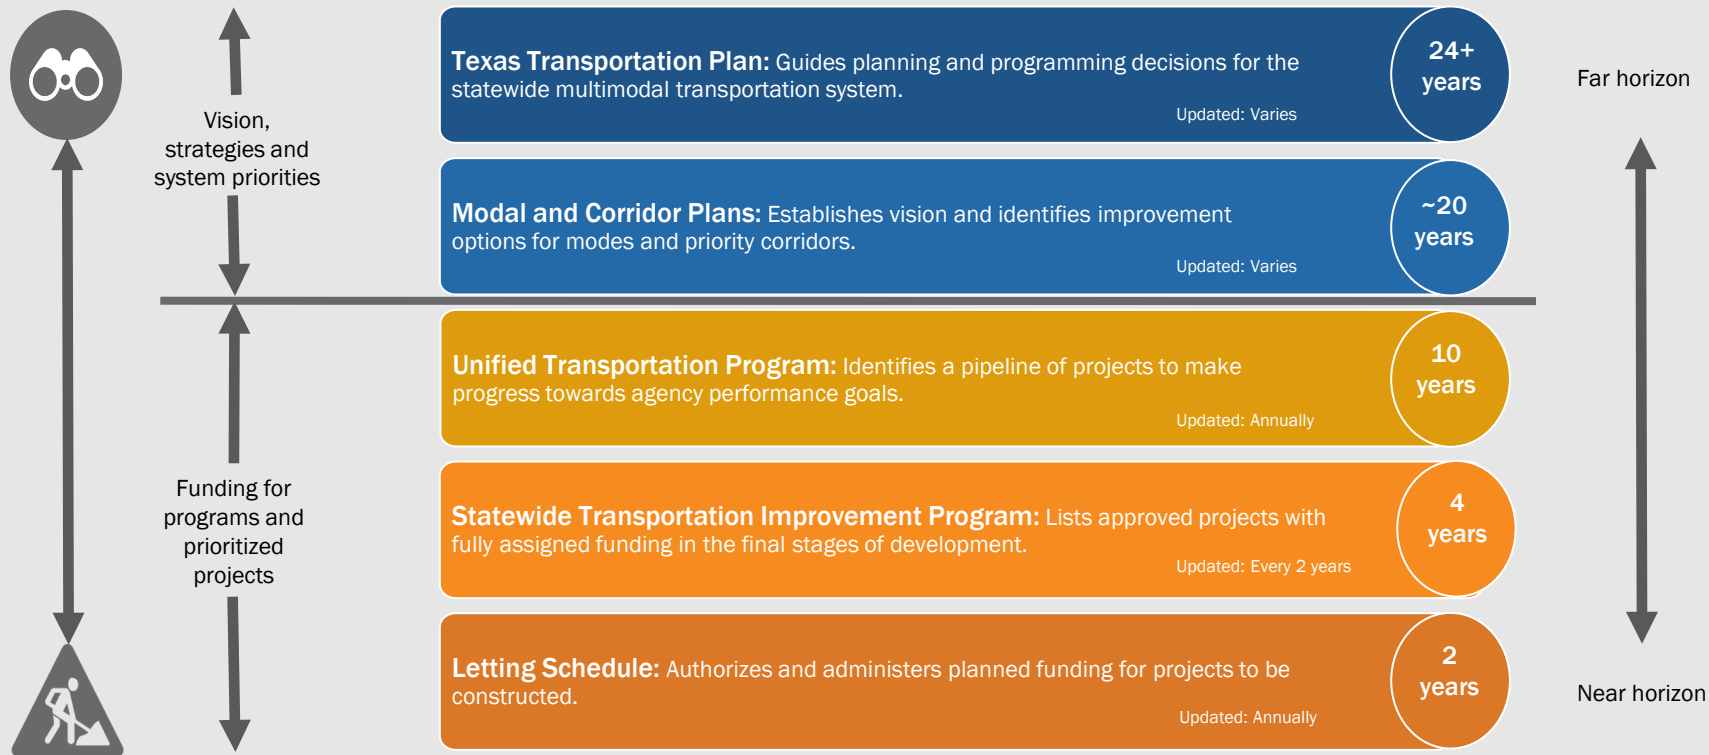 Vision,
strategies and
system priorities
Funding for
programs and
prioritized
projects
Texas Transportation Plan: Guides planning and programming decisions for the
statewide multimodal transportation system.
Updated: Varies
24+
years
Modal and Corridor Plans: Establishes vision and identifies improvement
options for modes and priority corridors.
Updated: Varies
~20
years
Unified Transportation Program: Identifies a pipeline of projects to make
progress towards agency performance goals.
Updated: Annually
10
years
Statewide Transportation Improvement Program: Lists approved projects with
fully assigned funding in the final stages of development.
Updated: Every 2 years
4
years
Letting Schedule: Authorizes and administers planned funding for projects to be
constructed.
Updated: Annually
2
years
Far horizon
Near horizon